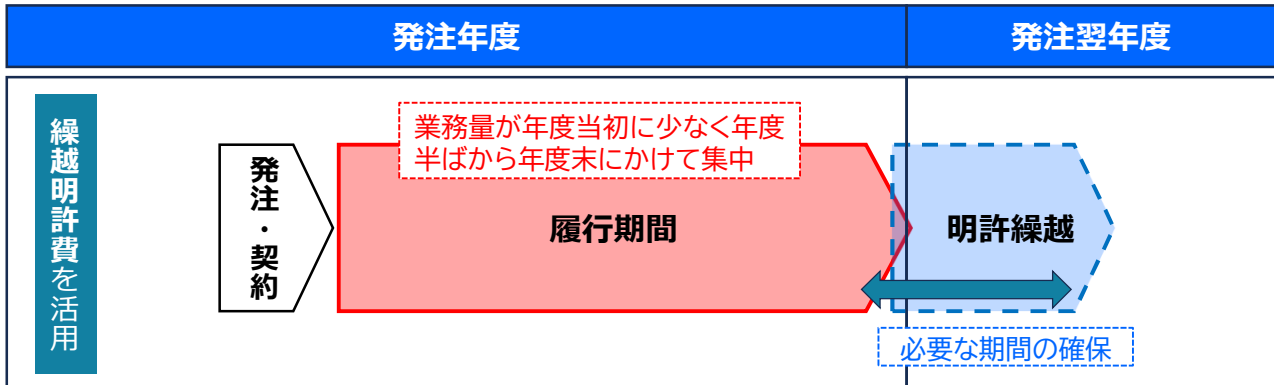 発注年度
発注翌年度
繰越明許費を活用
発注・契約
業務量が年度当初に少なく年度
半ばから年度末にかけて集中
履行期間
明許繰越
必要な期間の確保